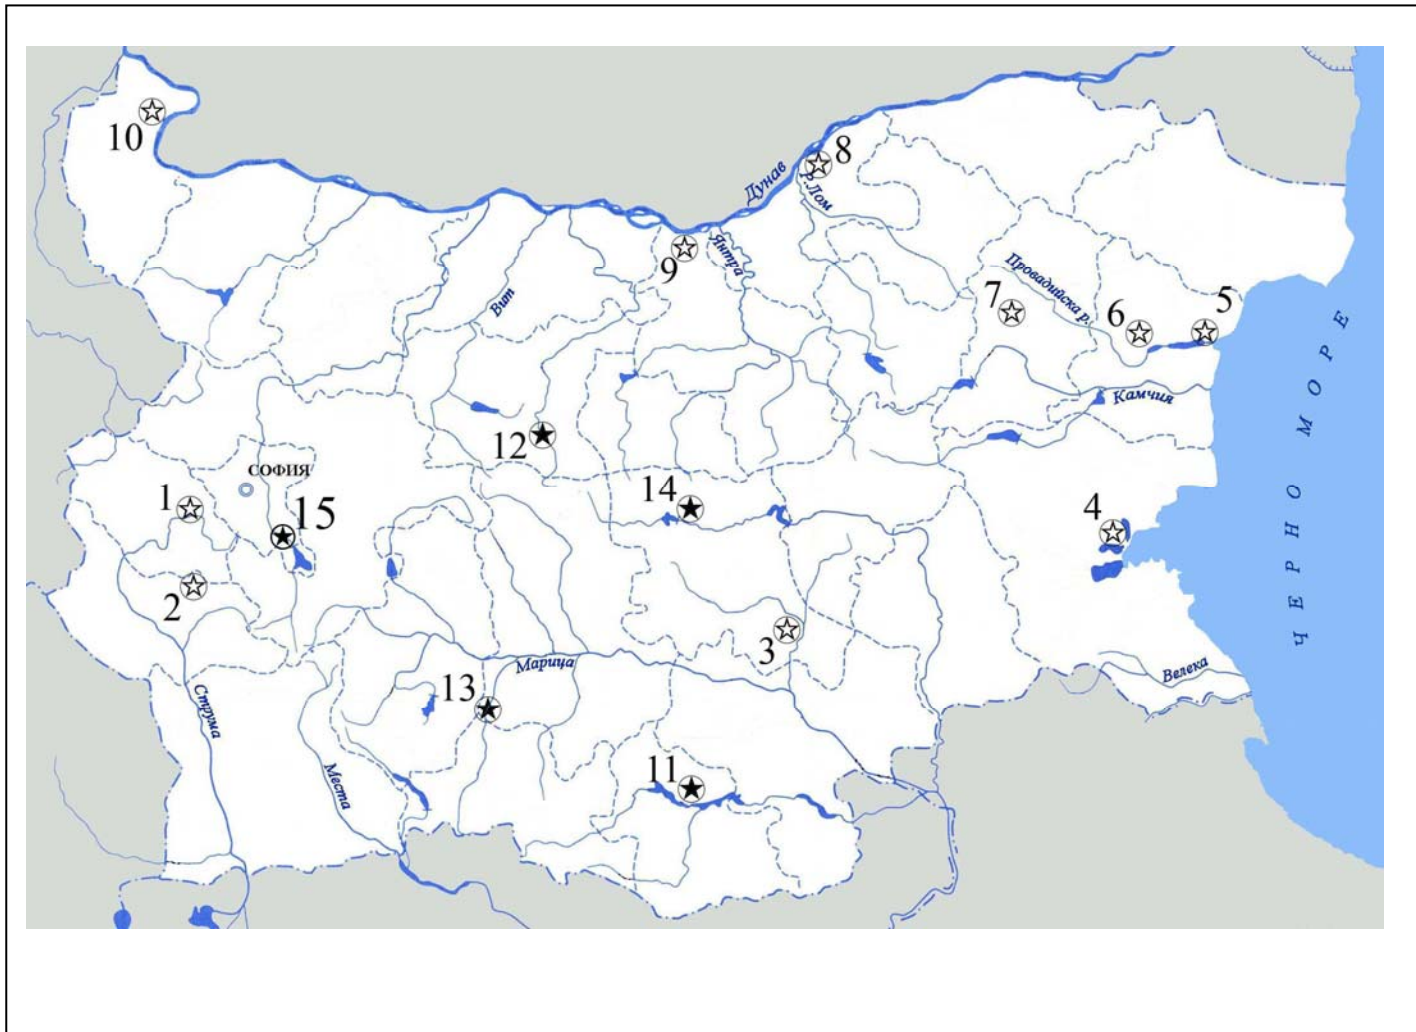 10
8
Дунав
р.Лом
9
Янтра
Вит
Провадийска р.
7
6
5
Камчия
ЧЕРНО МОРЕ
12
СОФИЯ
1
15
14
4
2
3
Марица
13
Велека
Струма
Места
11